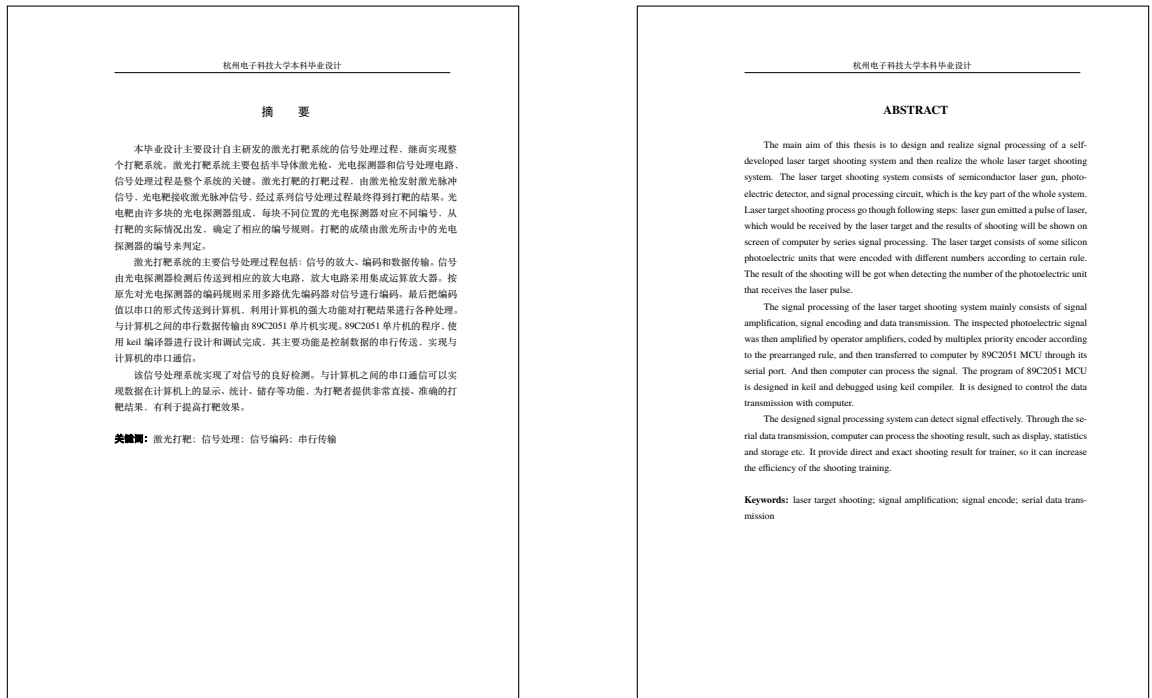 杭州电子科技大学本科毕业设计
摘 要
本毕业设计主要设计自主研发的激光打靶系统的信号处理过程，继而实现整
个打靶系统。激光打靶系统主要包括半导体激光枪、光电探测器和信号处理电路，
信号处理过程是整个系统的关键。激光打靶的打靶过程，由激光枪发射激光脉冲
信号，光电靶接收激光脉冲信号，经过系列信号处理过程最终得到打靶的结果。光
电靶由许多块的光电探测器组成，每块不同位置的光电探测器对应不同编号，从
打靶的实际情况出发，确定了相应的编号规则。打靶的成绩由激光所击中的光电
探测器的编号来判定。
激光打靶系统的主要信号处理过程包括：信号的放大、编码和数据传输。信号
由光电探测器检测后传送到相应的放大电路，放大电路采用集成运算放大器。按
原先对光电探测器的编码规则采用多路优先编码器对信号进行编码。最后把编码
值以串口的形式传送到计算机，利用计算机的强大功能对打靶结果进行各种处理。
与计算机之间的串行数据传输由 89C2051 单片机实现。89C2051 单片机的程序，使
用 keil 编译器进行设计和调试完成，其主要功能是控制数据的串行传送，实现与
计算机的串口通信。
该信号处理系统实现了对信号的良好检测。与计算机之间的串口通信可以实
现数据在计算机上的显示、统计、储存等功能，为打靶者提供非常直接、准确的打
靶结果，有利于提高打靶效果。
关键词：激光打靶；信号处理；信号编码；串行传输
杭州电子科技大学本科毕业设计
ABSTRACT
The main aim of this thesis is to design and realize signal processing of a self-
developed laser target shooting system and then realize the whole laser target shooting
system. The laser target shooting system consists of semiconductor laser gun, photo-
electric detector, and signal processing circuit, which is the key part of the whole system.
Laser target shooting process go though following steps: laser gun emitted a pulse of laser,
which would be received by the laser target and the results of shooting will be shown on
screen of computer by series signal processing. The laser target consists of some silicon
photoelectric units that were encoded with different numbers according to certain rule.
The result of the shooting will be got when detecting the number of the photoelectric unit
that receives the laser pulse.
The signal processing of the laser target shooting system mainly consists of signal
amplification, signal encoding and data transmission. The inspected photoelectric signal
was then amplified by operator amplifiers, coded by multiplex priority encoder according
to the prearranged rule, and then transferred to computer by 89C2051 MCU through its
serial port. And then computer can process the signal. The program of 89C2051 MCU
is designed in keil and debugged using keil compiler. It is designed to control the data
transmission with computer.
The designed signal processing system can detect signal effectively. Through the se-
rial data transmission, computer can process the shooting result, such as display, statistics
and storage etc. It provide direct and exact shooting result for trainer, so it can increase
the efficiency of the shooting training.
Keywords: laser target shooting; signal amplification; signal encode; serial data trans-
mission